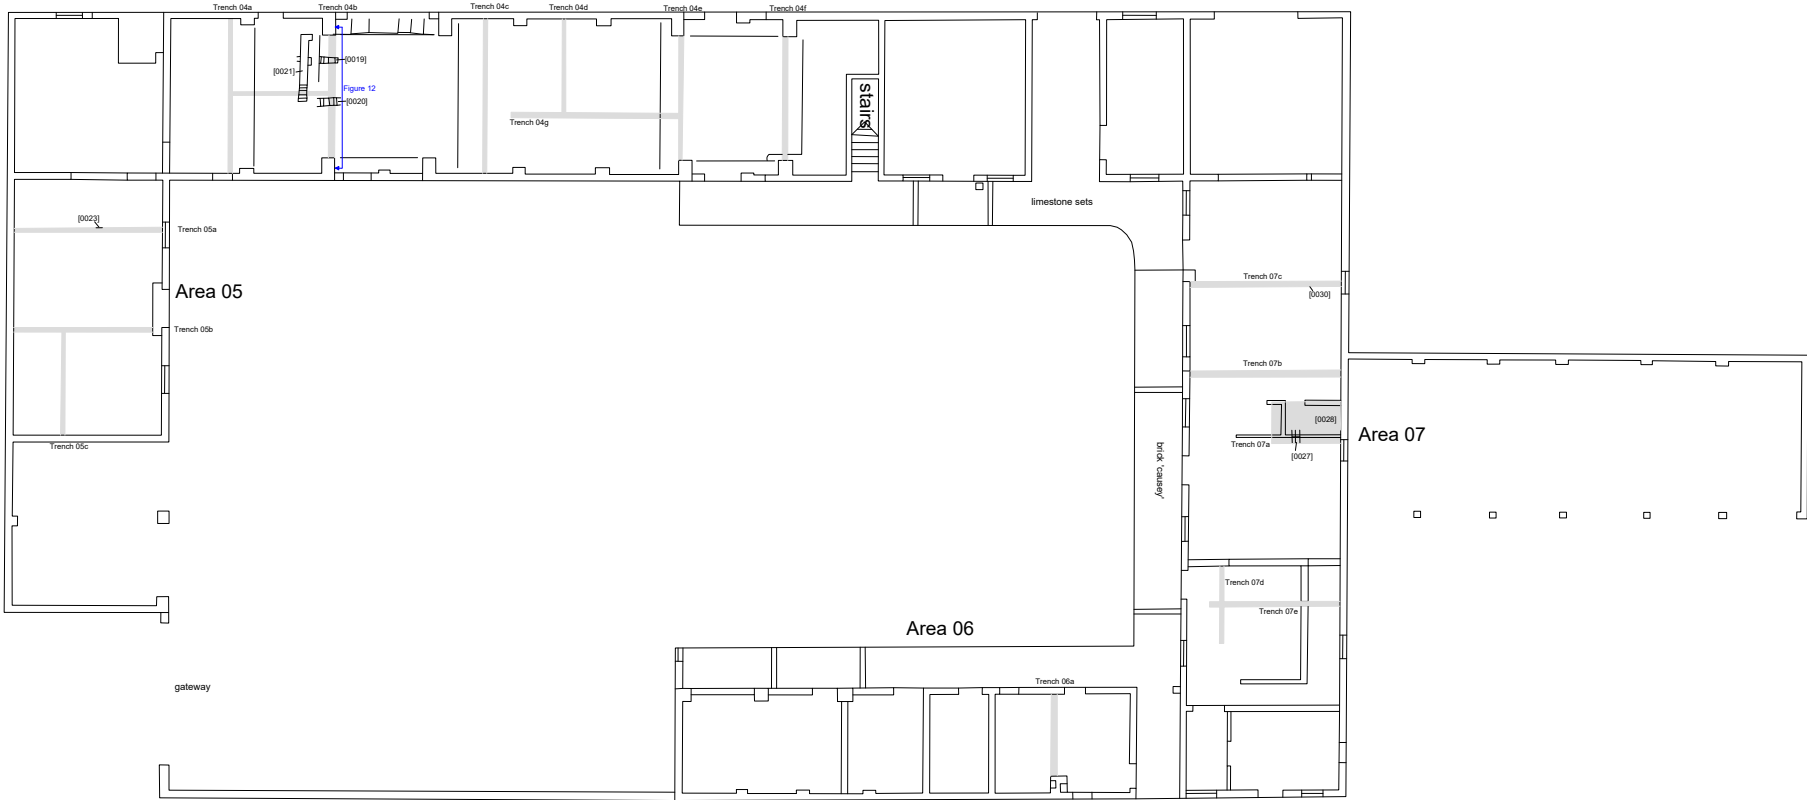 Trench 04a
Trench 04b
Trench 04c
Trench 04d
Trench 04e
Trench 04f
[0019]
[0021]
Figure 12
[0020]
stairs
Trench 04g
limestone sets
[0023]
Trench 05a
Area 05
Trench 05b
Trench 05c
Trench 07c
[0030]
Trench 07b
[0028]
Area 07
Trench 07a
[0027]
brick 'causey'
Trench 07d
Trench 07e
Area 06
gateway
Trench 06a